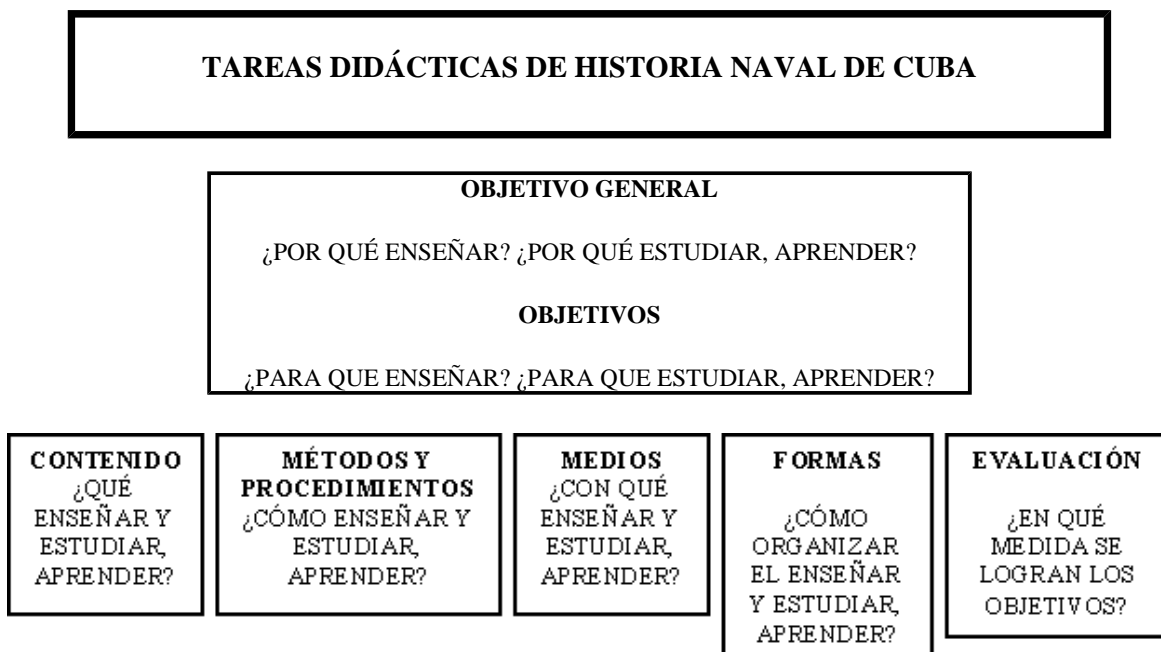 TAREAS DIDÁCTICAS DE HISTORIA NAVAL DE CUBA
OBJETIVO GENERAL
¿POR QUÉ ENSEÑAR? ¿POR QUÉ ESTUDIAR, APRENDER?
OBJETIVOS
¿PARA QUE ENSEÑAR? ¿PARA QUE ESTUDIAR, APRENDER?
CONTENIDO
¿QUÉ
ENSEÑAR Y
ESTUDIAR,
APRENDER?
MÉTODOS Y
PROCEDIMIENTOS
¿CÓMO ENSEÑAR Y
ESTUDIAR,
APRENDER?
MEDIOS
¿CON QUÉ
ENSEÑAR Y
ESTUDIAR,
APRENDER?
FORMAS
¿CÓMO
ORGANIZAR
EL ENSEÑAR
Y ESTUDIAR,
APRENDER?
EVALUACIÓN
¿EN QUÉ
MEDIDA SE
LOGRAN LOS
OBJETIVOS?